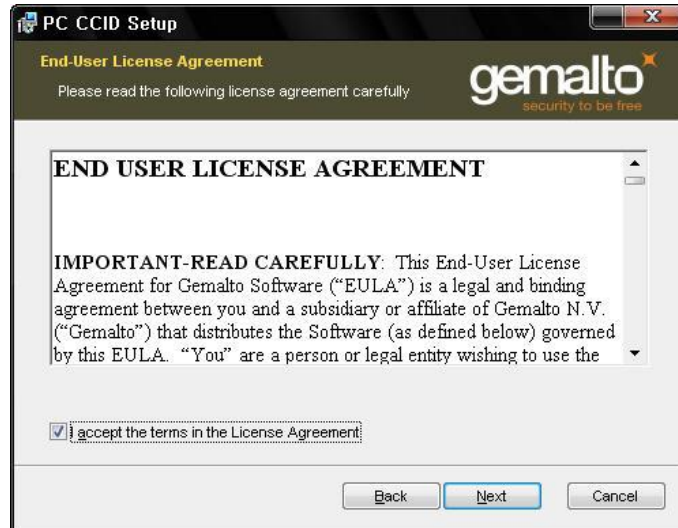 PC CCID Setup
End-User License Agreement
Please read the following license agreement carefully
gemalto
security to be free
END USER LICENSE AGREEMENT
IMPORTANT-READ CAREFULLY: This End-User License
Agreement for Gemalto Software (“EULA”) is a legal and binding
agreement between you and a subsidiary or affiliate of Gemalto N.V.
(“Gemalto”) that distributes the Software (as defined below) governed
by this EULA. “You” are a person or legal entity wishing to use the
I accept the terms in the License Agreement
Back Next Cancel